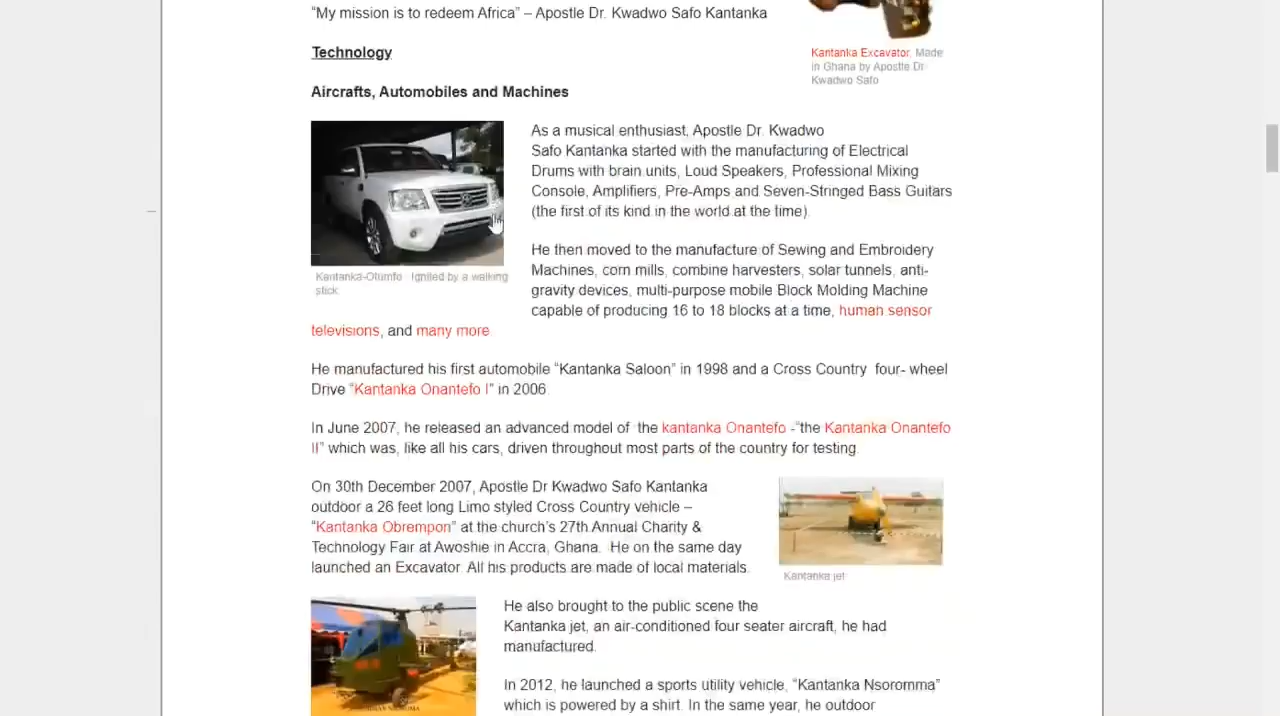 “My mission is to redeem Africa” – Apostle Dr. Kwadwo Safo Kantanka
Kantanka Excavator, Made
in Ghana by Apostle Dr
Kwadwo Safo
Technology
Aircrafts, Automobiles and Machines
As a musical enthusiast, Apostle Dr. Kwadwo
Safo Kantanka started with the manufacturing of Electrical
Drums with brain units, Loud Speakers, Professional Mixing
Console, Amplifiers, Pre-Amps and Seven-Stringed Bass Guitars
(the first of its kind in the world at the time).
Kantanka-Otumfo Ignited by a walking
stick
He then moved to the manufacture of Sewing and Embroidery
Machines, corn mills, combine harvesters, solar tunnels, anti-
gravity devices, multi-purpose mobile Block Molding Machine
capable of producing 16 to 18 blocks at a time, human sensor
televisions, and many more
He manufactured his first automobile “Kantanka Saloon” in 1998 and a Cross Country four- wheel
Drive “Kantanka Onantefo I” in 2006
In June 2007, he released an advanced model of the kantanka Onantefo -“the Kantanka Onantefo
II” which was, like all his cars, driven throughout most parts of the country for testing.
On 30th December 2007, Apostle Dr Kwadwo Safo Kantanka
outdoor a 26 feet long Limo styled Cross Country vehicle –
“Kantanka Obrempon” at the church’s 27th Annual Charity &
Technology Fair at Awoshie in Accra, Ghana. He on the same day
launched an Excavator. All his products are made of local materials.
Kantanka jet
He also brought to the public scene the
Kantanka jet, an air-conditioned four seater aircraft, he had
manufactured.
In 2012, he launched a sports utility vehicle, “Kantanka Nsoromma”
which is powered by a shirt. In the same year, he outdoor